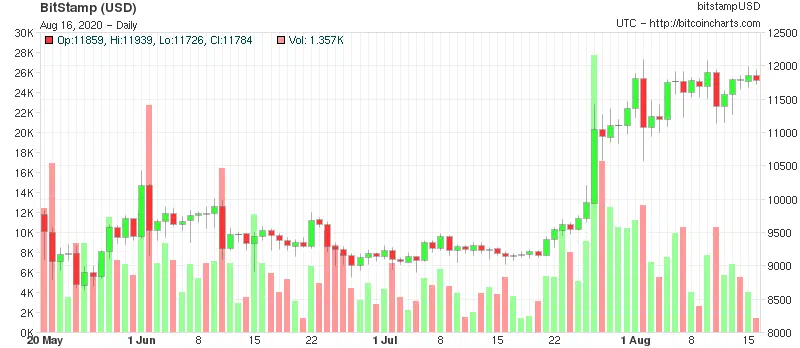 BitStamp (USD)
bitstampUSD
Aug 16, 2020 – Daily
UTC – http://bitcoincharts.com
Op:11859, Hi:11939, Lo:11726, Cl:11784
Vol: 1.357K
30K
28K
26K
24K
22K
20K
18K
16K
14K
12K
10K
8K
6K
4K
2K
0K
12500
12000
11500
11000
10500
10000
9500
9000
8500
8000
20 May
1 Jun
8
15
22
1 Jul
8
15
22
1 Aug
8
15